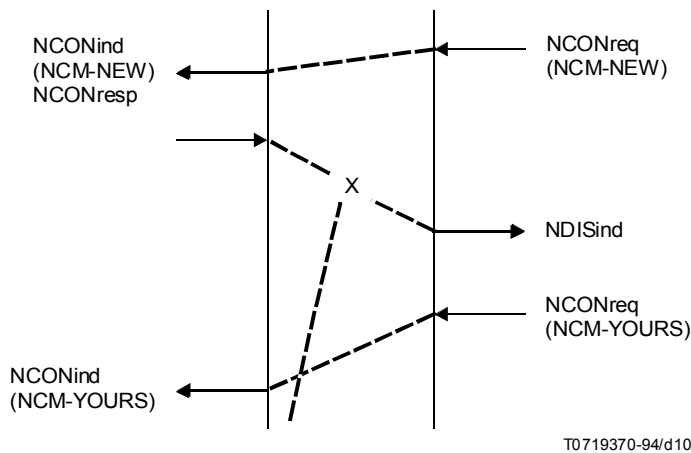 NCONind
(NCM-NEW)
NCONresp
NCONreq
(NCM-NEW)
X
NDISind
NCONreq
(NCM-YOURS)
NCONind
(NCM-YOURS)
T0719370-94/d10